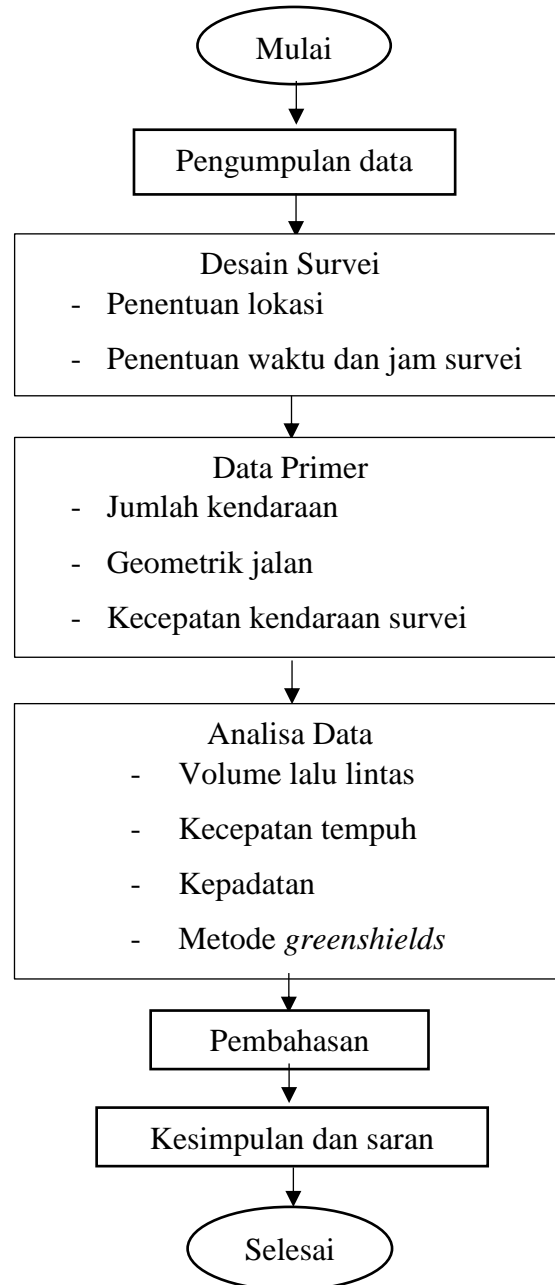 Mulai
Pengumpulan data
Desain Survei
- Penentuan lokasi
- Penentuan waktu dan jam survei
Data Primer
- Jumlah kendaraan
- Geometrik jalan
- Kecepatan kendaraan survei
Analisa Data
- Volume lalu lintas
- Kecepatan tempuh
- Kepadatan
- Metode greenshields
Pembahasan
Kesimpulan dan saran
Selesai